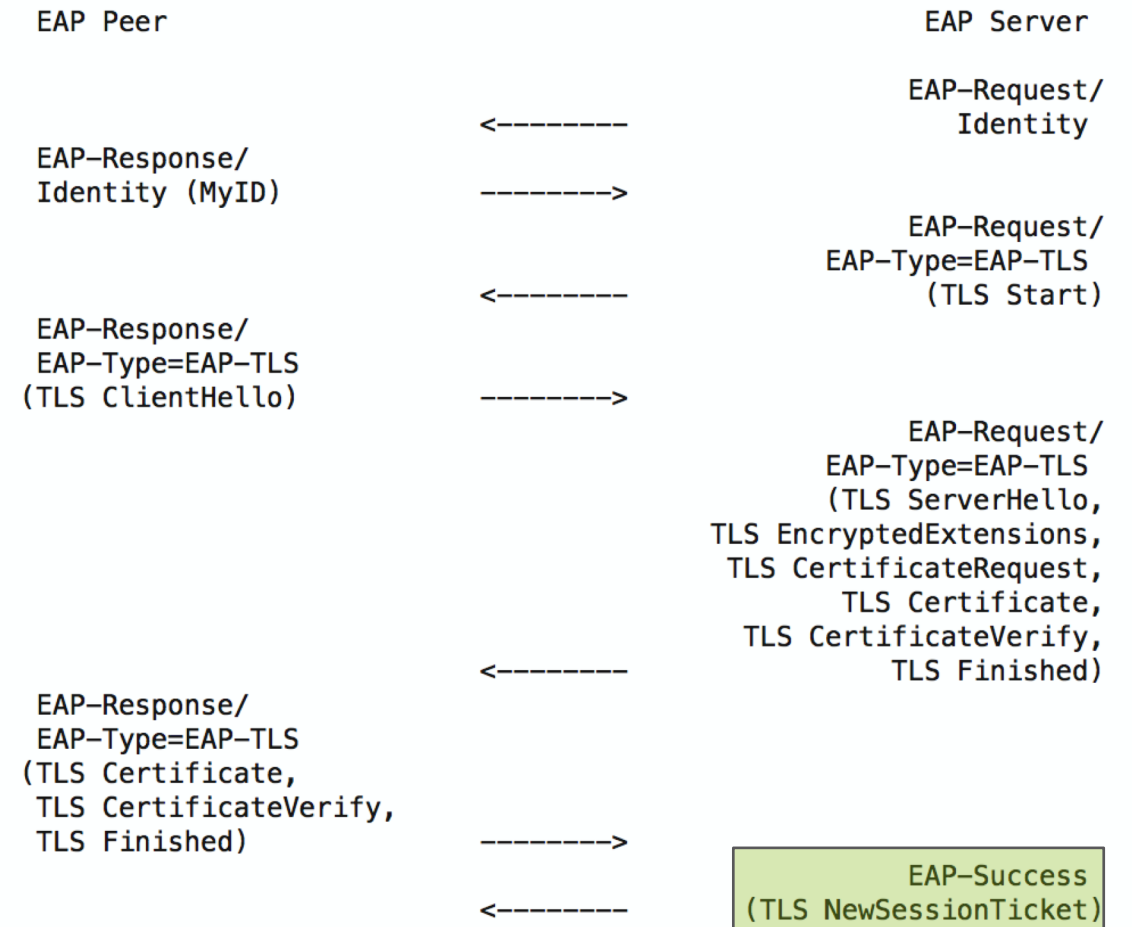 EAP Peer EAP Server
EAP-Request/
<-------- Identity
EAP-Response/
Identity (MyID) -------->
EAP-Request/
EAP-Type=EAP-TLS
<-------- (TLS Start)
EAP-Response/
EAP-Type=EAP-TLS
(TLS ClientHello) -------->
EAP-Request/
EAP-Type=EAP-TLS
(TLS ServerHello,
TLS EncryptedExtensions,
TLS CertificateRequest,
TLS Certificate,
TLS CertificateVerify,
<-------- TLS Finished)
EAP-Response/
EAP-Type=EAP-TLS
(TLS Certificate,
TLS CertificateVerify,
TLS Finished) -------->
EAP-Success
<-------- (TLS NewSessionTicket)